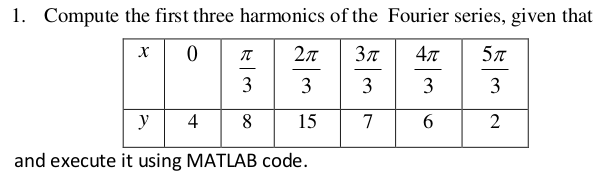 1. Compute the first three harmonics of the Fourier series, given that
x 0 π/3 2π/3 3π/3 4π/3 5π/3
y 4 8 15 7 6 2
and execute it using MATLAB code.